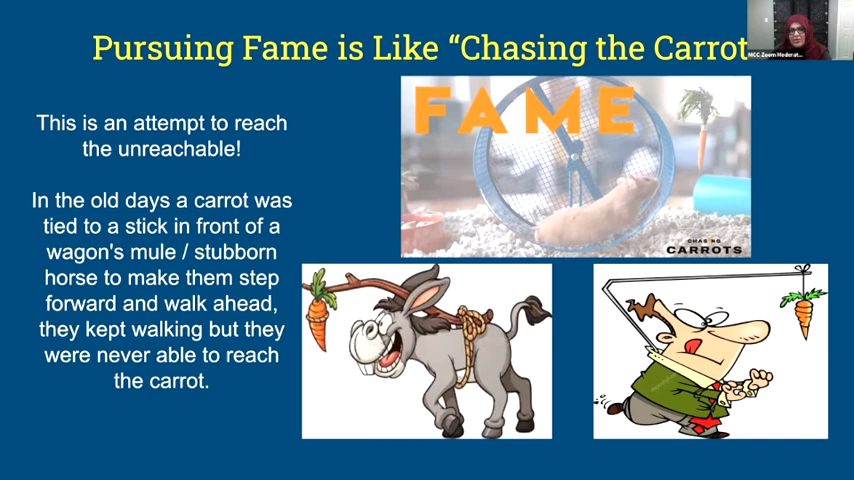 Pursuing Fame is Like “Chasing the Carrot
MCC Zoom Moderat...
This is an attempt to reach
the unreachable!
In the old days a carrot was
tied to a stick in front of a
wagon's mule / stubborn
horse to make them step
forward and walk ahead,
they kept walking but they
were never able to reach
the carrot.
FAME
CHASING
CARROTS